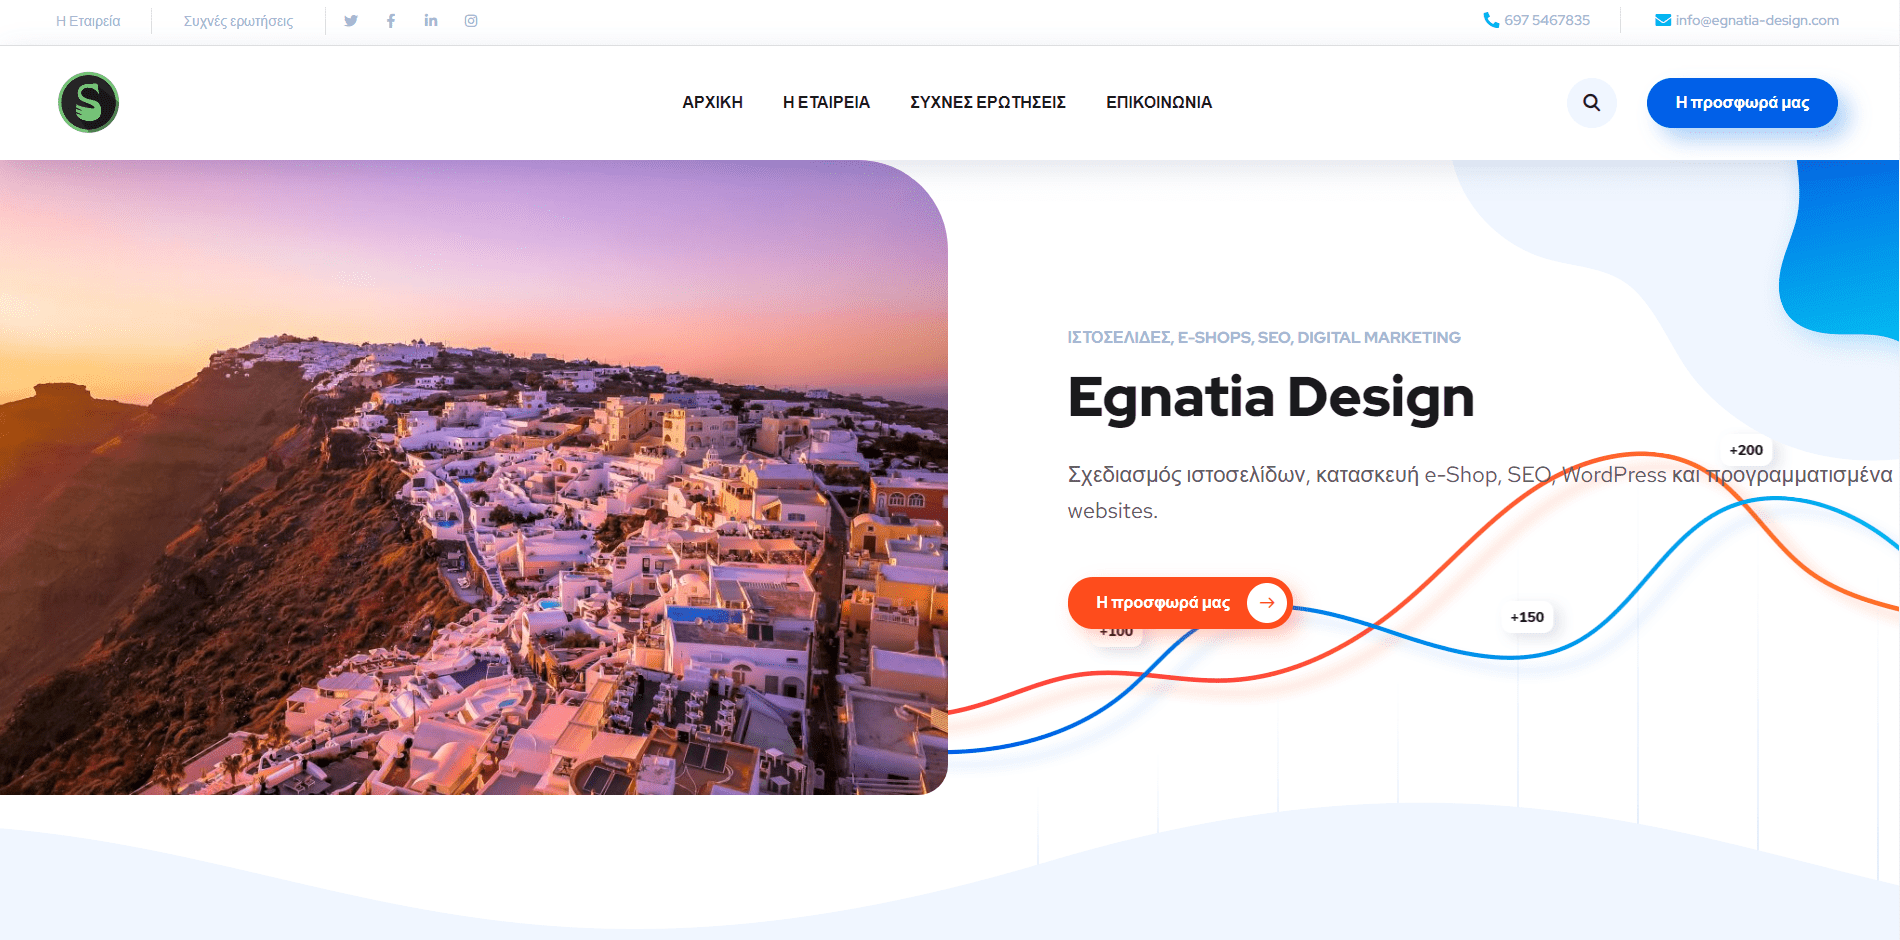 Η Εταιρεία
Συχνές ερωτήσεις
697 5467835
info@egnatia-design.com
S
ΑΡΧΙΚΗ
Η ΕΤΑΙΡΕΙΑ
ΣΥΧΝΕΣ ΕΡΩΤΗΣΕΙΣ
ΕΠΙΚΟΙΝΩΝΙΑ
Η προσφορά μας
ΙΣΤΟΣΕΛΙΔΕΣ, E-SHOPS, SEO, DIGITAL MARKETING
Egnatia Design
+200
Σχεδιασμός ιστοσελίδων, κατασκευή e-Shop, SEO, WordPress και προγραμματισμένα
websites.
Η προσφωρά μας
+150
+100